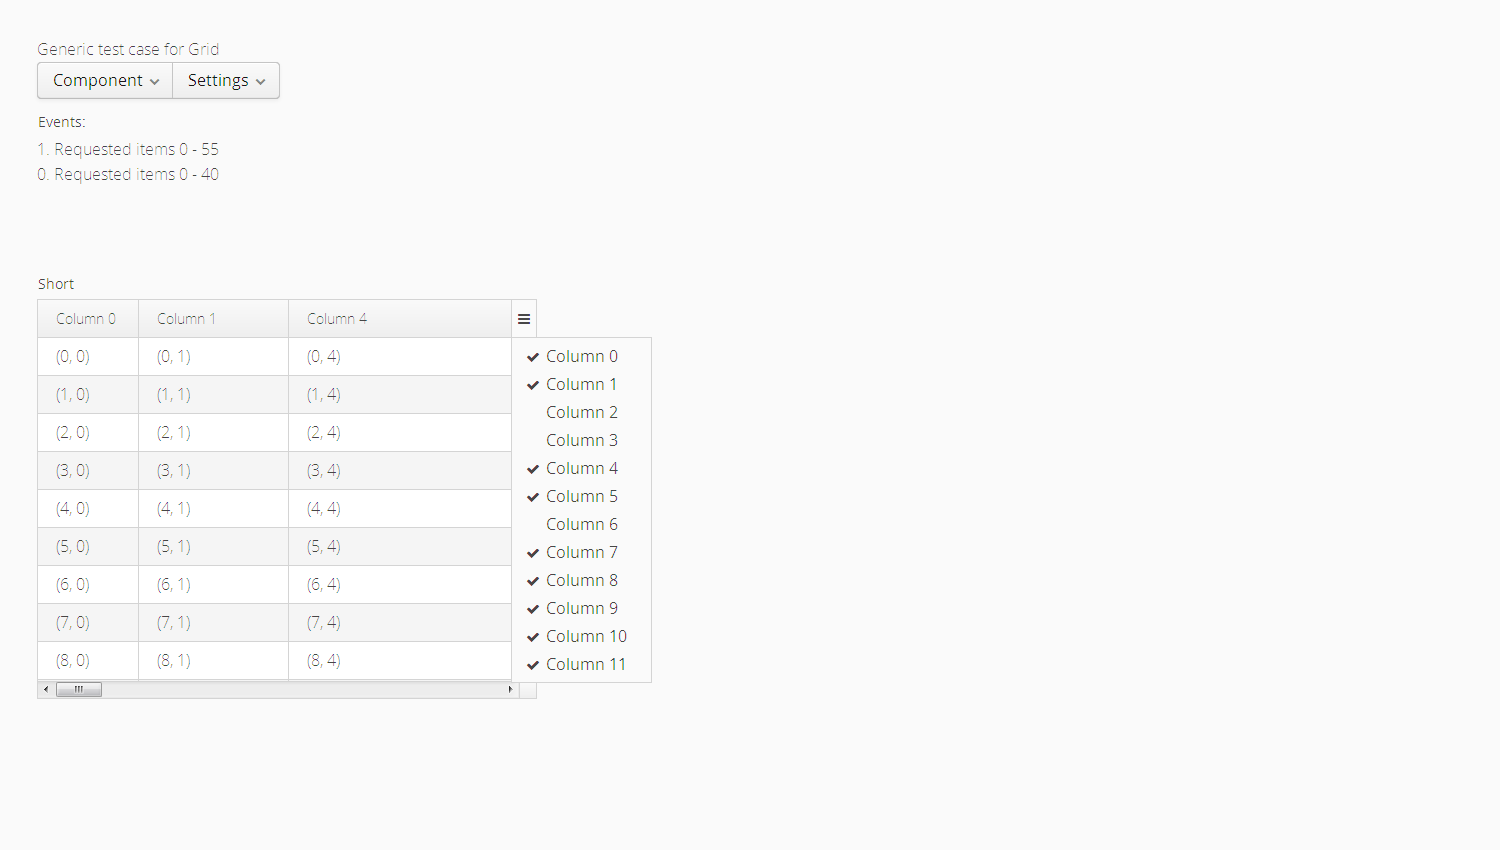 Generic test case for Grid
Component Settings
Events:
1. Requested items 0 - 55
0. Requested items 0 - 40
Short
Column 0 Column 1 Column 4
(0, 0) (0, 1) (0, 4)
(1, 0) (1, 1) (1, 4)
(2, 0) (2, 1) (2, 4)
(3, 0) (3, 1) (3, 4)
(4, 0) (4, 1) (4, 4)
(5, 0) (5, 1) (5, 4)
(6, 0) (6, 1) (6, 4)
(7, 0) (7, 1) (7, 4)
(8, 0) (8, 1) (8, 4)
Column 0
Column 1
Column 2
Column 3
Column 4
Column 5
Column 6
Column 7
Column 8
Column 9
Column 10
Column 11